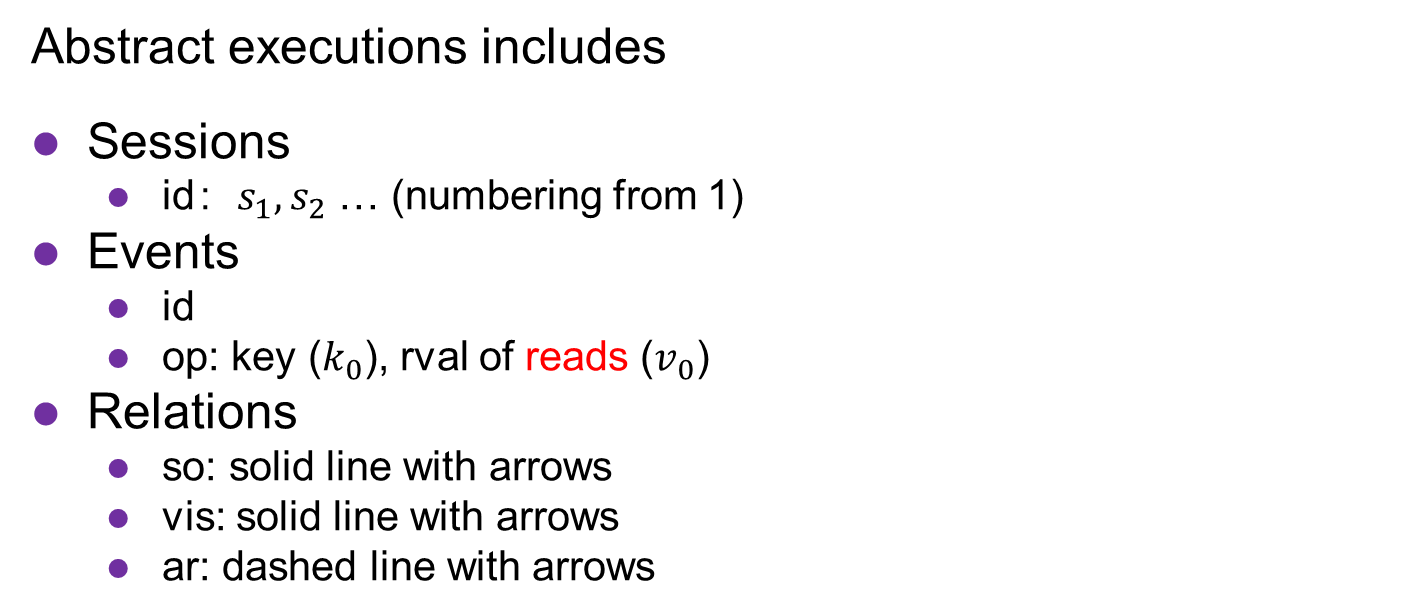 Abstract executions includes
● Sessions
● id: s₁, s₂ … (numbering from 1)
● Events
● id
● op: key (k₀), rval of reads (v₀)
● Relations
● so: solid line with arrows
● vis: solid line with arrows
● ar: dashed line with arrows